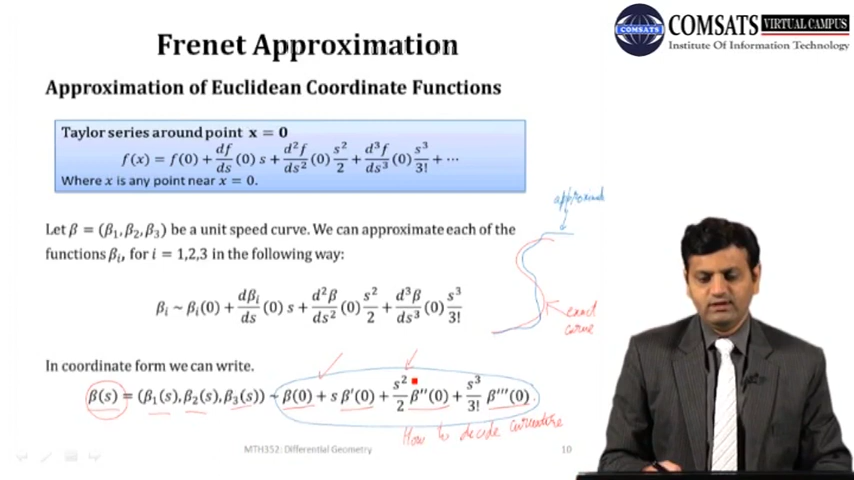 Frenet Approximation
COMSATS VIRTUAL CAMPUS
COMSATS
Institute Of Information Technology
Approximation of Euclidean Coordinate Functions
Taylor series around point x = 0
f(x) = f(0) + df/ds (0) s + d²f/ds² (0) s²/2 + d³f/ds³ (0) s³/3! + ⋯
Where x is any point near x = 0.
approximate
Let β = (β₁, β₂, β₃) be a unit speed curve. We can approximate each of the
functions βᵢ, for i = 1,2,3 in the following way:
βᵢ ~ βᵢ(0) + dβᵢ/ds (0) s + d²β/ds² (0) s²/2 + d³β/ds³ (0) s³/3!
exact
curve
In coordinate form we can write.
β(s) = (β₁(s), β₂(s), β₃(s)) ~ β(0) + s β′(0) + s²/2 β″(0) + s³/3! β‴(0).
How to decide curvature
MTH352: Differential Geometry
10